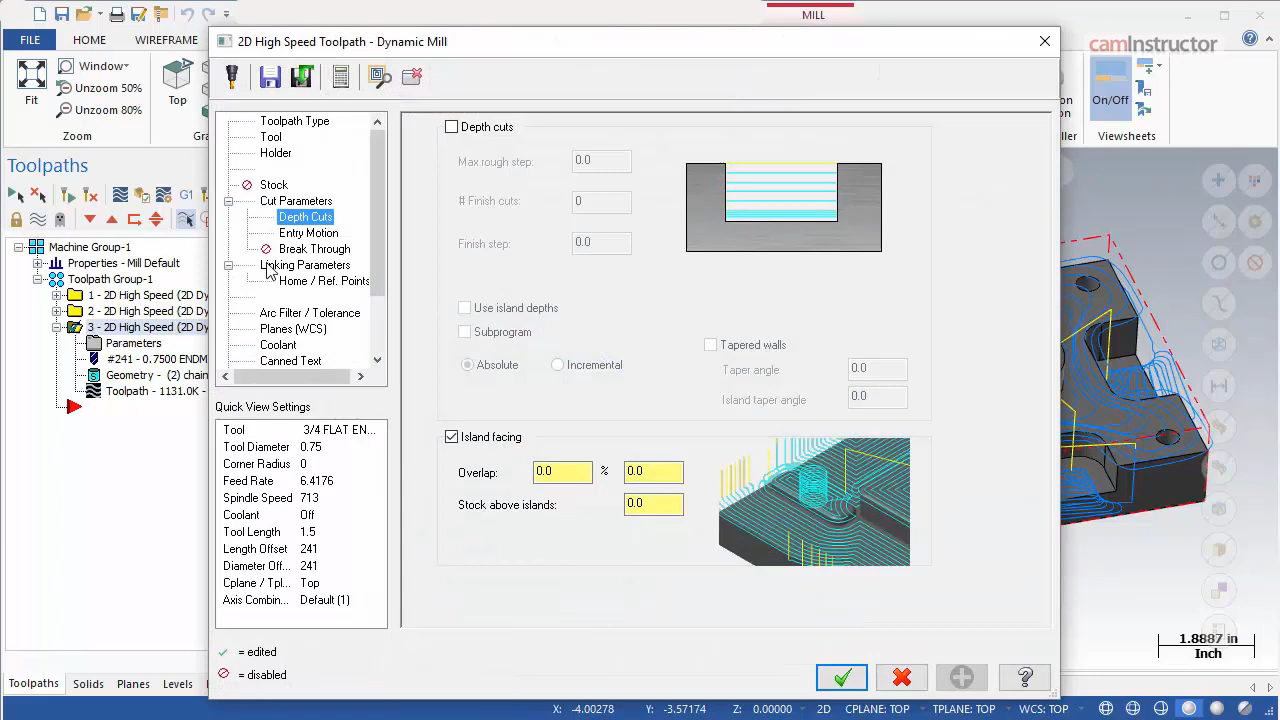 MILL
FILE
HOME
WIREFRAME
2D High Speed Toolpath - Dynamic Mill
camInstructor
Fit
Window
Unzoom 50%
Unzoom 80%
Zoom
Top
Gra
On/Off
Viewsheets
Toolpaths
G1
Machine Group-1
Properties - Mill Default
Toolpath Group-1
1 - 2D High Speed (2D Dy
2 - 2D High Speed (2D Dy
3 - 2D High Speed (2D Dy
Parameters
#241 - 0.7500 ENDM
Geometry - (2) chain
Toolpath - 1131.0K -
Toolpath Type
Tool
Holder
Stock
Cut Parameters
Depth Cuts
Entry Motion
Break Through
Linking Parameters
Home / Ref. Points
Arc Filter / Tolerance
Planes (WCS)
Coolant
Canned Text
Quick View Settings
Tool 3/4 FLAT EN...
Tool Diameter 0.75
Corner Radius 0
Feed Rate 6.4176
Spindle Speed 713
Coolant Off
Tool Length 1.5
Length Offset 241
Diameter Of... 241
Cplane / Tpl... Top
Axis Combin... Default (1)
= edited
= disabled
Depth cuts
Max rough step: 0.0
# Finish cuts: 0
Finish step: 0.0
Use island depths
Subprogram
Absolute Incremental
Tapered walls
Taper angle 0.0
Island taper angle 0.0
Island facing
Overlap: 0.0 % 0.0
Stock above islands: 0.0
1.8887 in
Inch
Toolpaths Solids Planes Levels
X: -4.00278 Y: -3.57174 Z: 0.00000 2D CPLANE: TOP TPLANE: TOP WCS: TOP